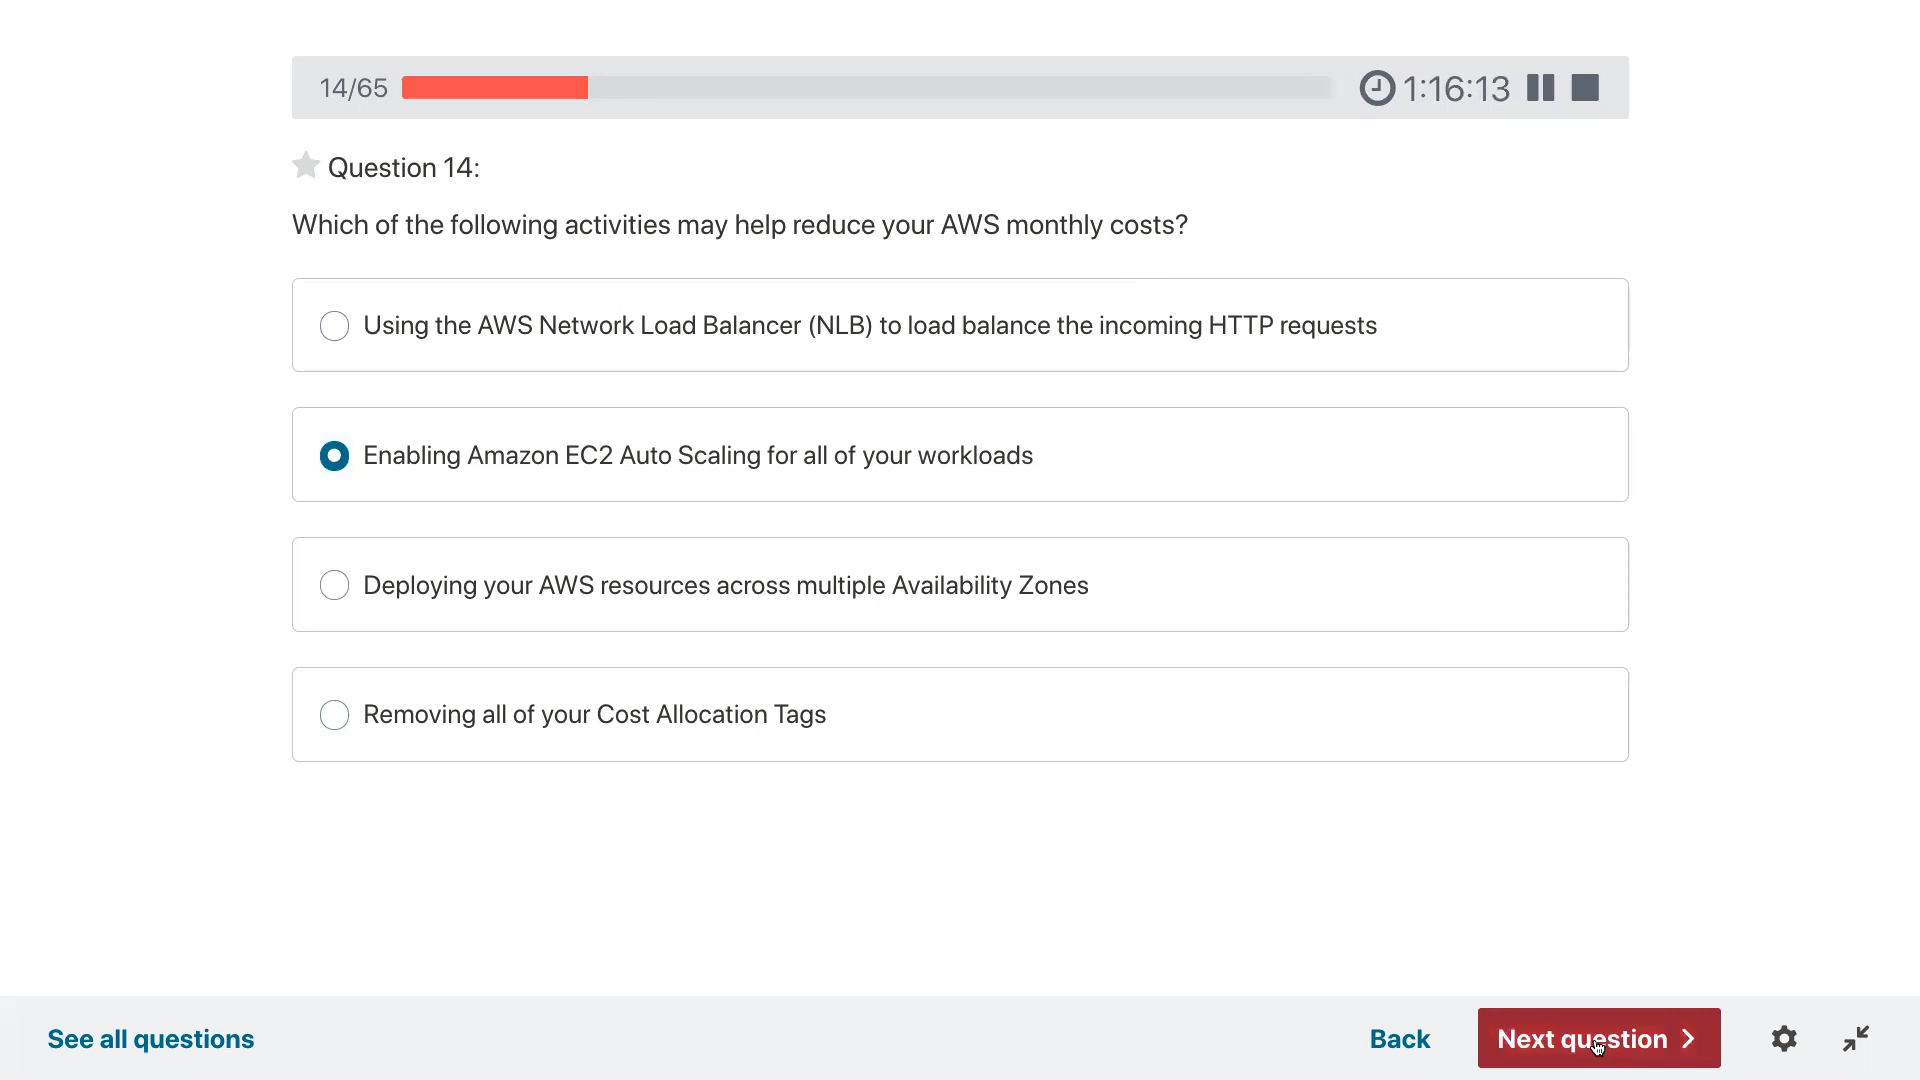 14/65
1:16:13
Question 14:
Which of the following activities may help reduce your AWS monthly costs?
Using the AWS Network Load Balancer (NLB) to load balance the incoming HTTP requests
Enabling Amazon EC2 Auto Scaling for all of your workloads
Deploying your AWS resources across multiple Availability Zones
Removing all of your Cost Allocation Tags
See all questions
Back
Next question